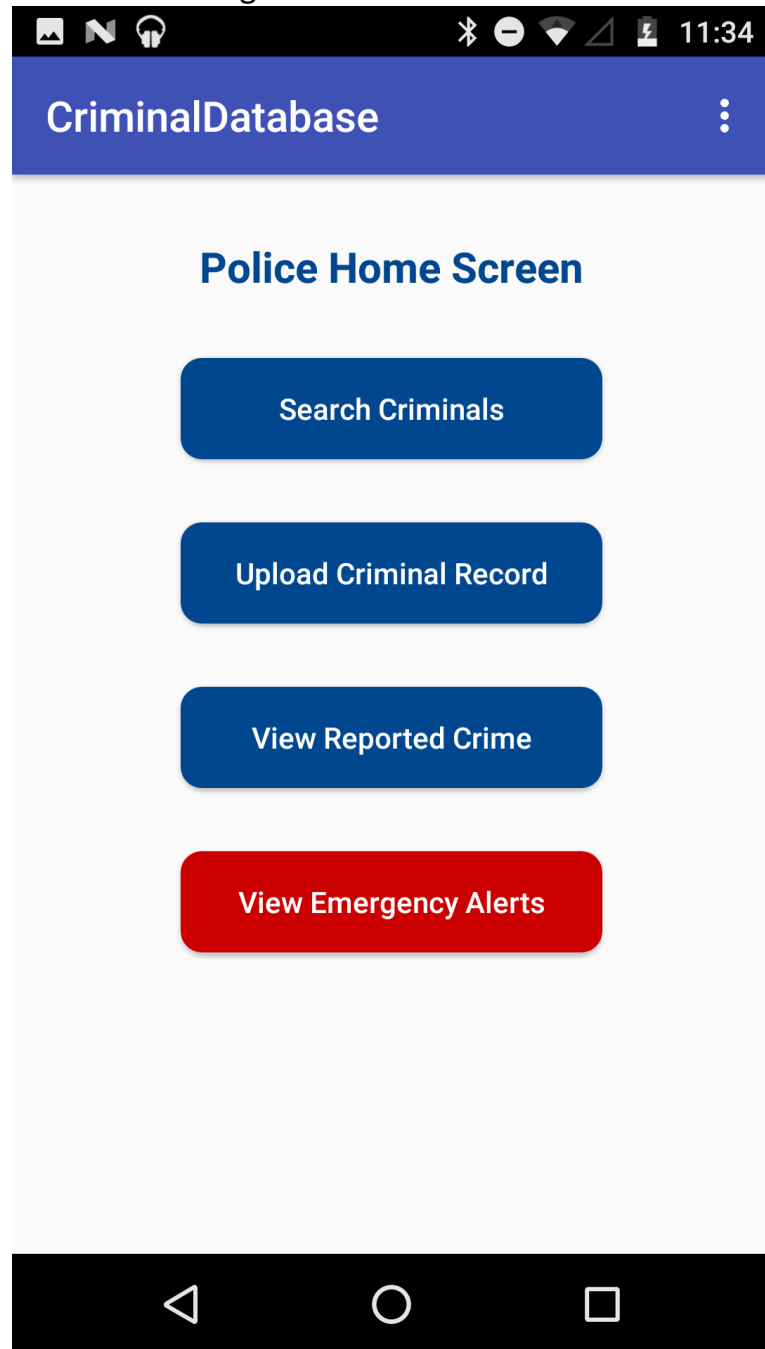 11:34
CriminalDatabase
Police Home Screen
Search Criminals
Upload Criminal Record
View Reported Crime
View Emergency Alerts